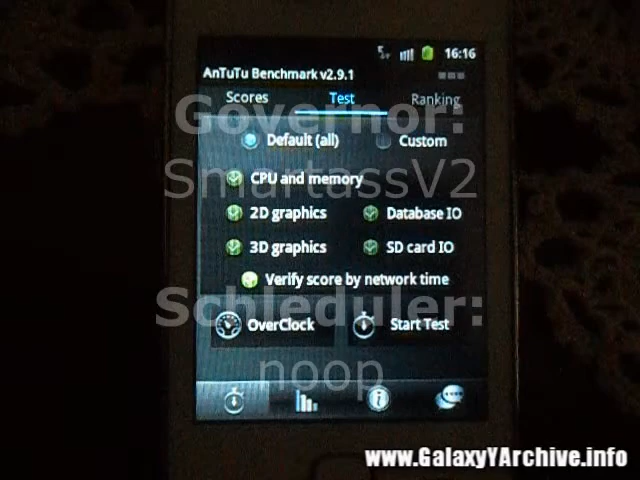 16:16
AnTuTu Benchmark v2.9.1
Scores Test Ranking
Governor:
Default (all) Custom
SmartassV2
CPU and memory
2D graphics Database IO
3D graphics SD card IO
Verify score by network time
Schleduler:
OverClock Start Test
noop
www.GalaxyYArchive.info